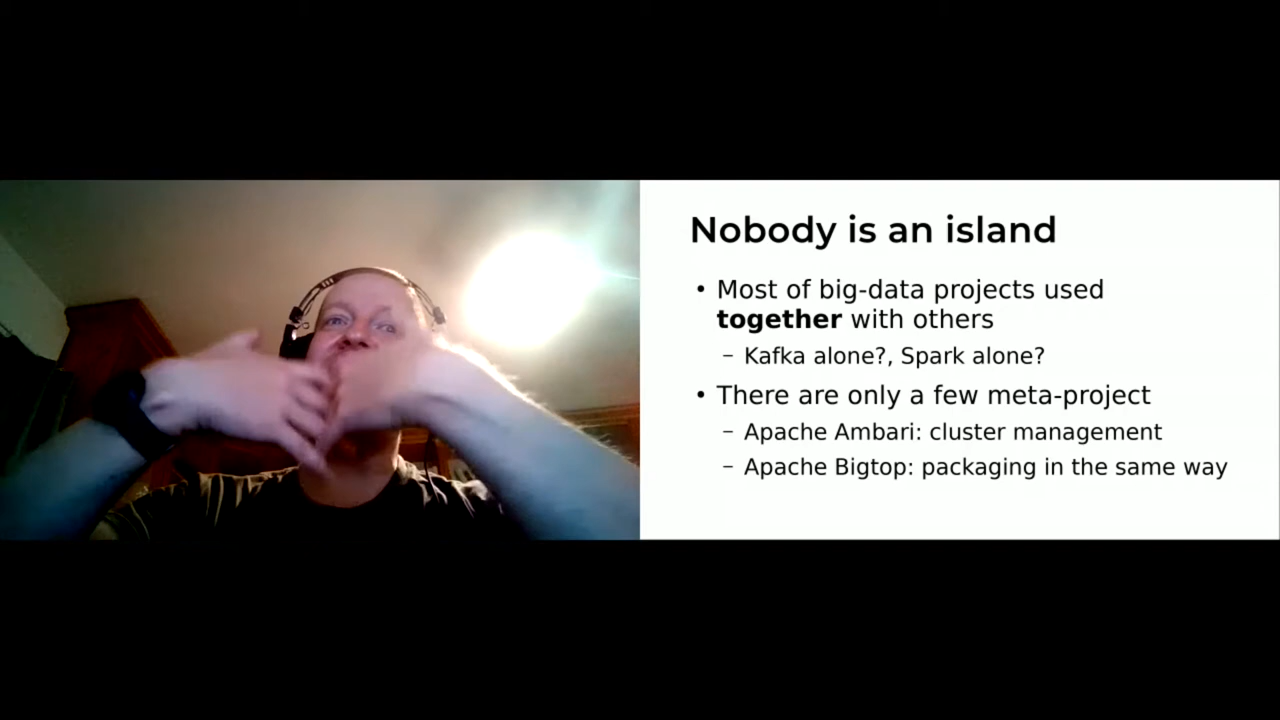 Nobody is an island
• Most of big-data projects used
together with others
– Kafka alone?, Spark alone?
• There are only a few meta-project
– Apache Ambari: cluster management
– Apache Bigtop: packaging in the same way